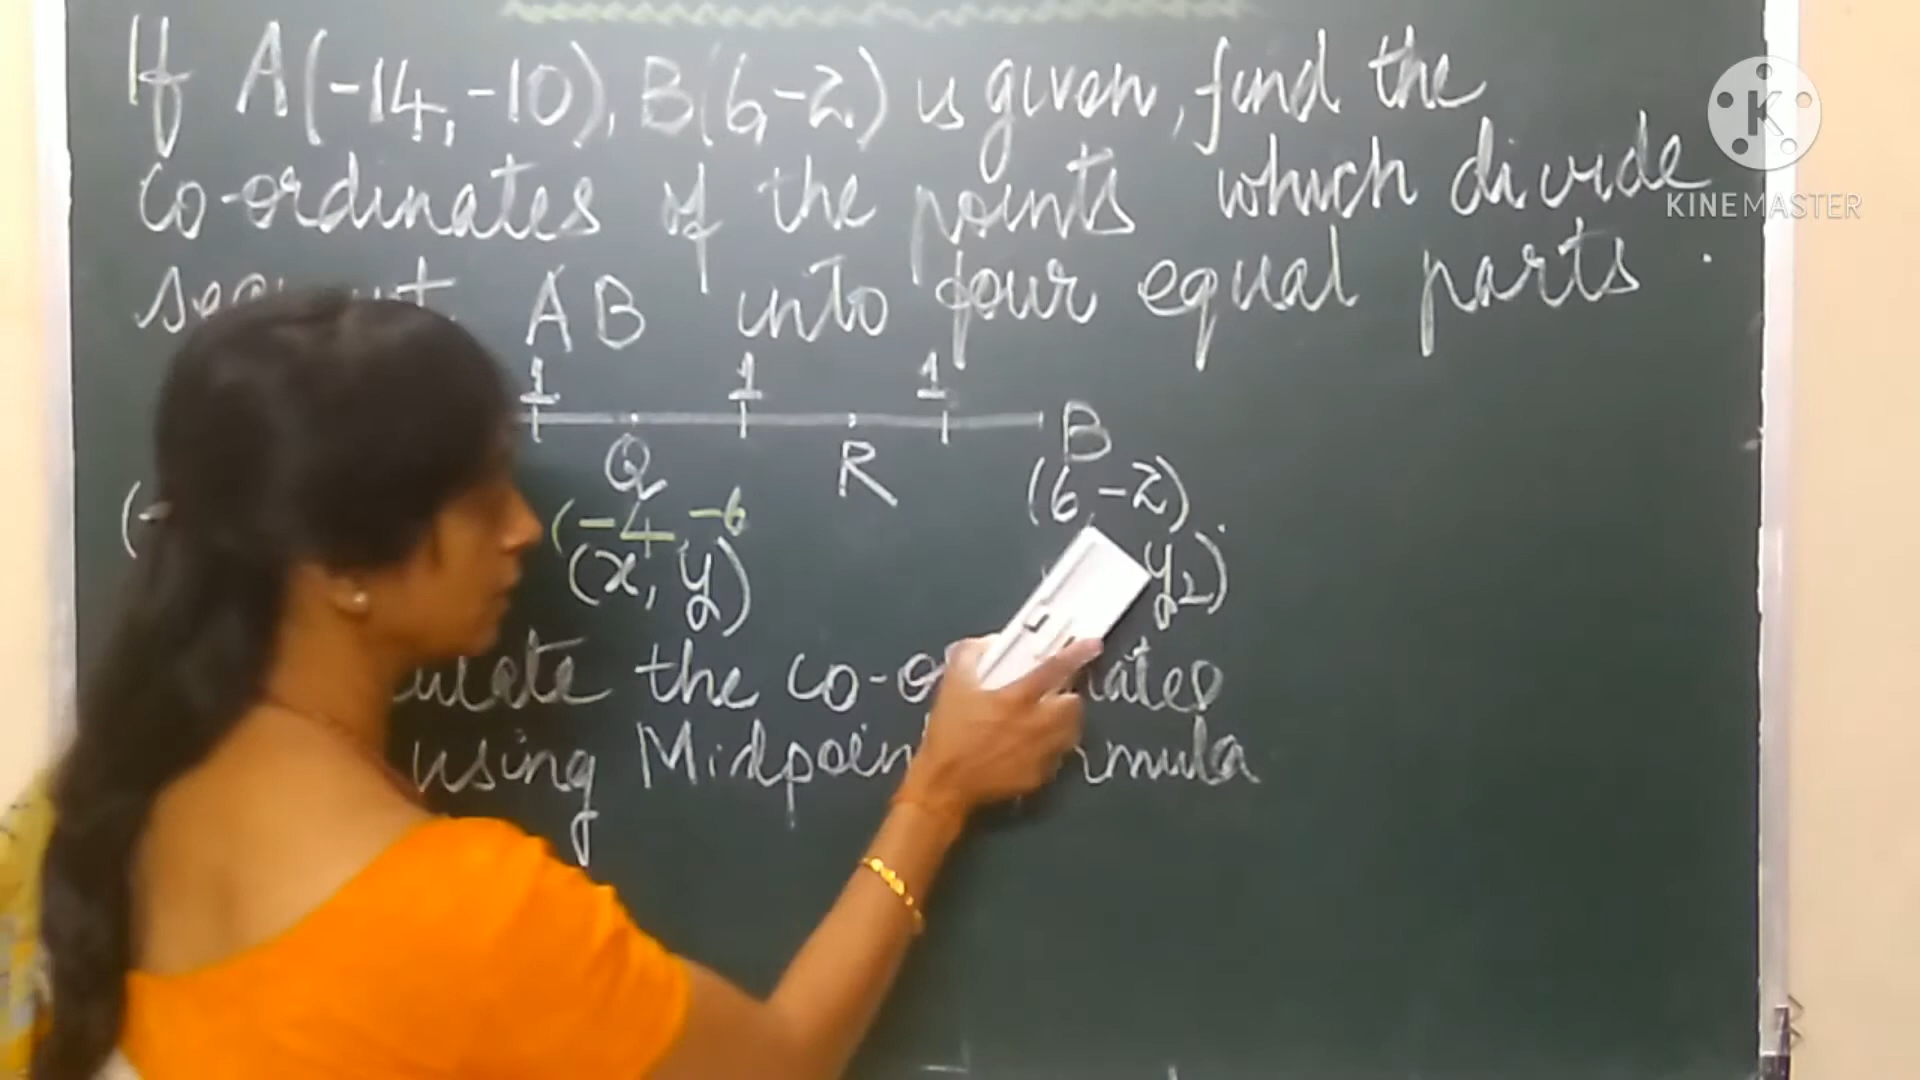 If A(-14, -10), B(6, -2) is given, find the
co-ordinates of the points which divide
AB into four equal parts.
1 1 1
B
Q R
(6, -2)
(-4, -6
(x, y) y2)
the co-
using Midpoin
K
KINEMASTER